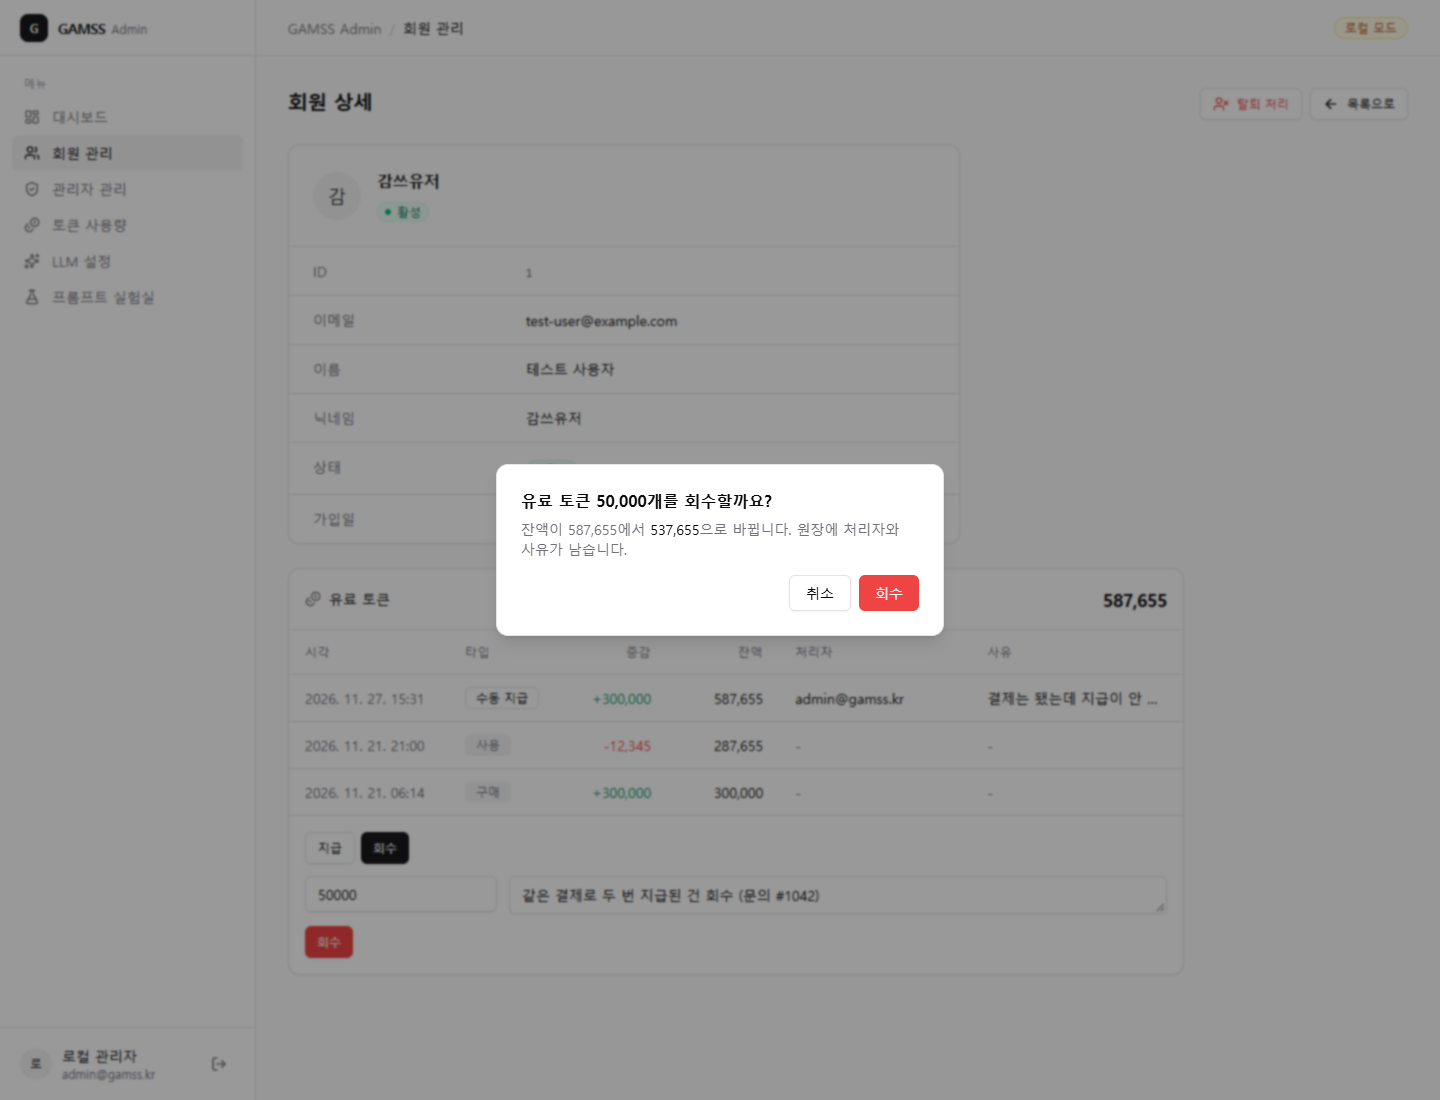 G GAMSS Admin
GAMSS Admin / 회원 관리
로컬 모드
메뉴
대시보드
회원 관리
관리자 관리
토큰 사용량
LLM 설정
프롬프트 실험실
회원 상세
탈퇴 처리
목록으로
감
감쓰유저
활성
ID 1
이메일 test-user@example.com
이름 테스트 사용자
닉네임 감쓰유저
상태
가입일
유료 토큰 50,000개를 회수할까요?
잔액이 587,655에서 537,655으로 바뀝니다. 원장에 처리자와
사유가 남습니다.
취소 회수
유료 토큰 587,655
시각 타입 증감 잔액 처리자 사유
2026. 11. 27. 15:31 수동 지급 +300,000 587,655 admin@gamss.kr 결제는 됐는데 지급이 안 ...
2026. 11. 21. 21:00 사용 -12,345 287,655 - -
2026. 11. 21. 06:14 구매 +300,000 300,000 - -
지급 회수
50000 같은 결제로 두 번 지급된 건 회수 (문의 #1042)
회수
로 로컬 관리자
admin@gamss.kr